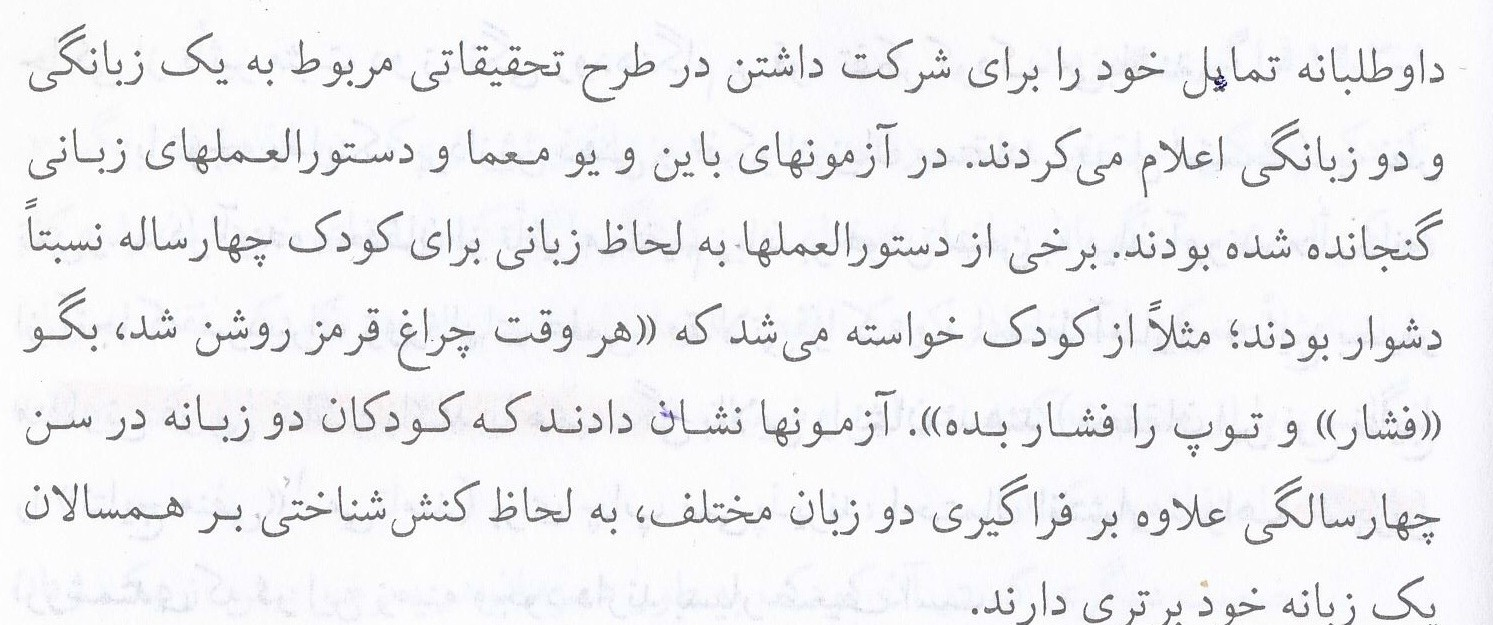 داوطلبانه تمایل خود را برای شرکت داشتن در طرح تحقیقاتی مربوط به یک زبانگی
و دو زبانگی اعلام می‌کردند. در آزمونهای باین و یو معما و دستورالعملهای زبانی
گنجانده شده بودند. برخی از دستورالعملها به لحاظ زبانی برای کودک چهارساله نسبتاً
دشوار بودند؛ مثلاً از کودک خواسته می‌شد که «هر وقت چراغ قرمز روشن شد، بگو
«فشار» و توپ را فشار بده». آزمونها نشان دادند که کودکان دو زبانه در سن
چهارسالگی علاوه بر فراگیری دو زبان مختلف، به لحاظ کنش شناختی بر همسالان
یک زبانه خود برتری دارند.